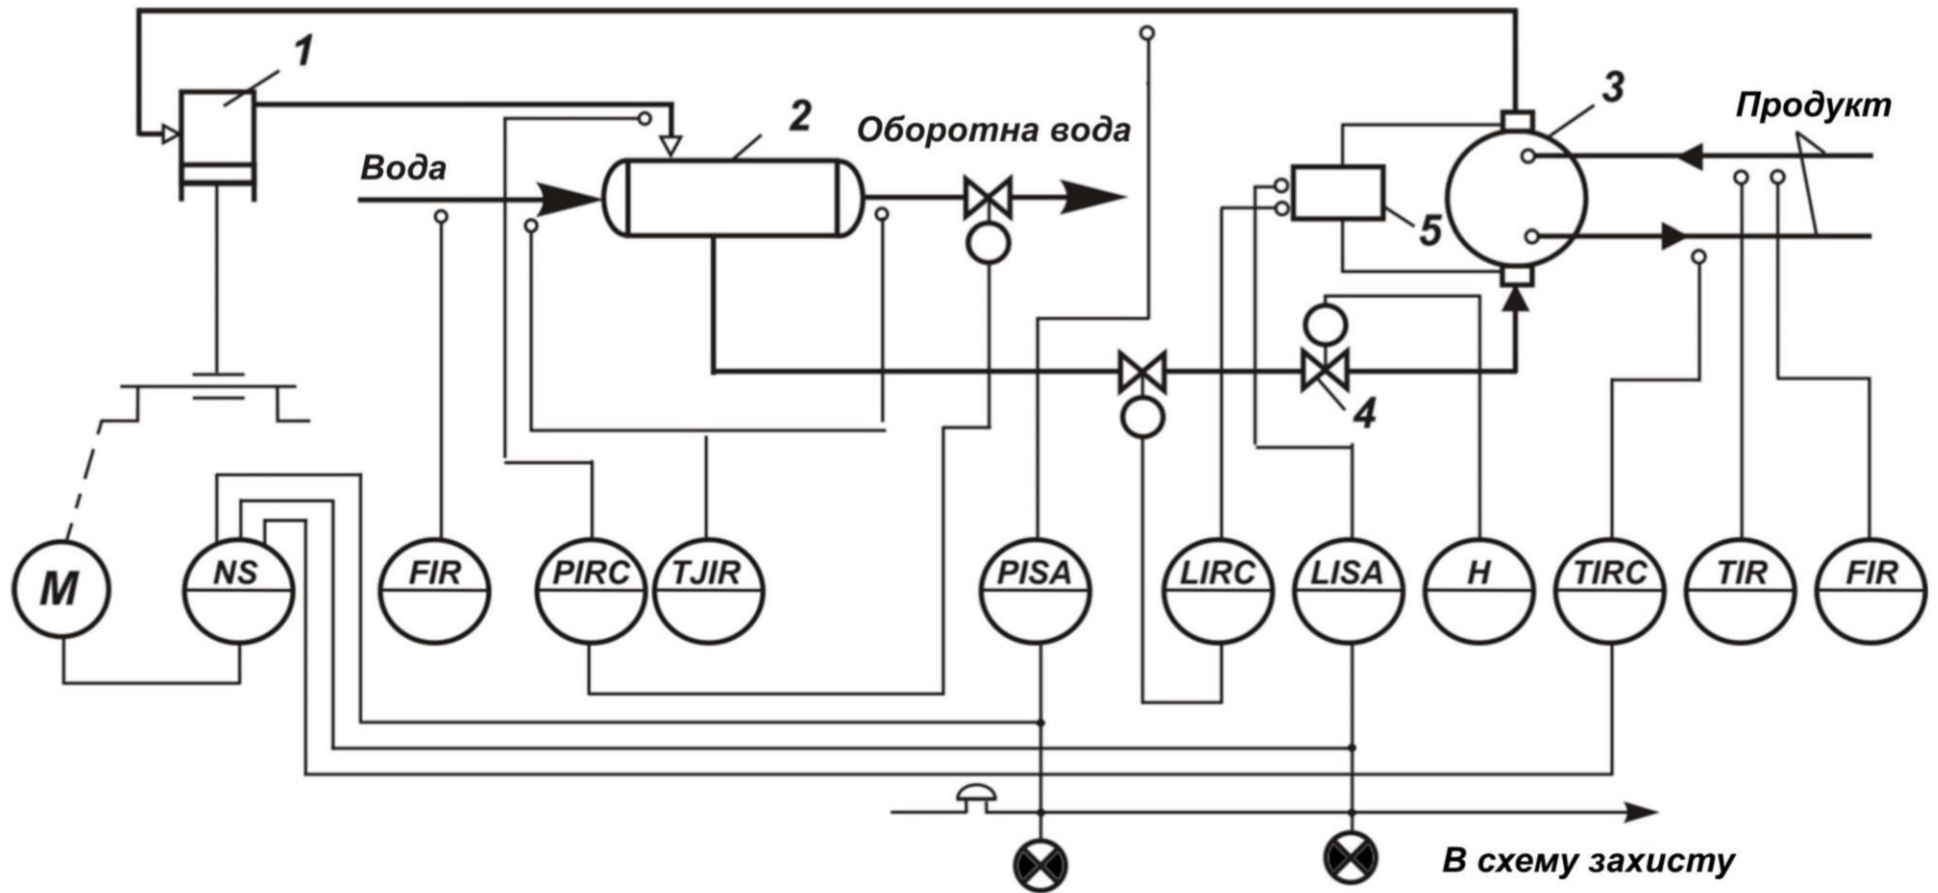 1
2
3
Продукт
Оборотна вода
Вода
5
4
M
NS
FIR
PIRC
TJIR
PISA
LIRC
LISA
H
TIRC
TIR
FIR
В схему захисту